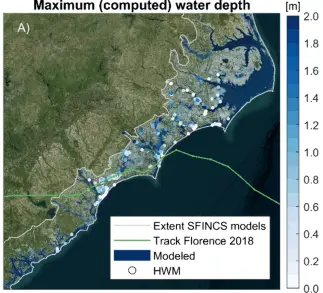 Maximum (computed) water depth
[m]
A)
2.0
1.8
1.6
1.4
1.2
1.0
0.8
0.6
0.4
0.2
0.0
Extent SFINCS models
Track Florence 2018
Modeled
HWM